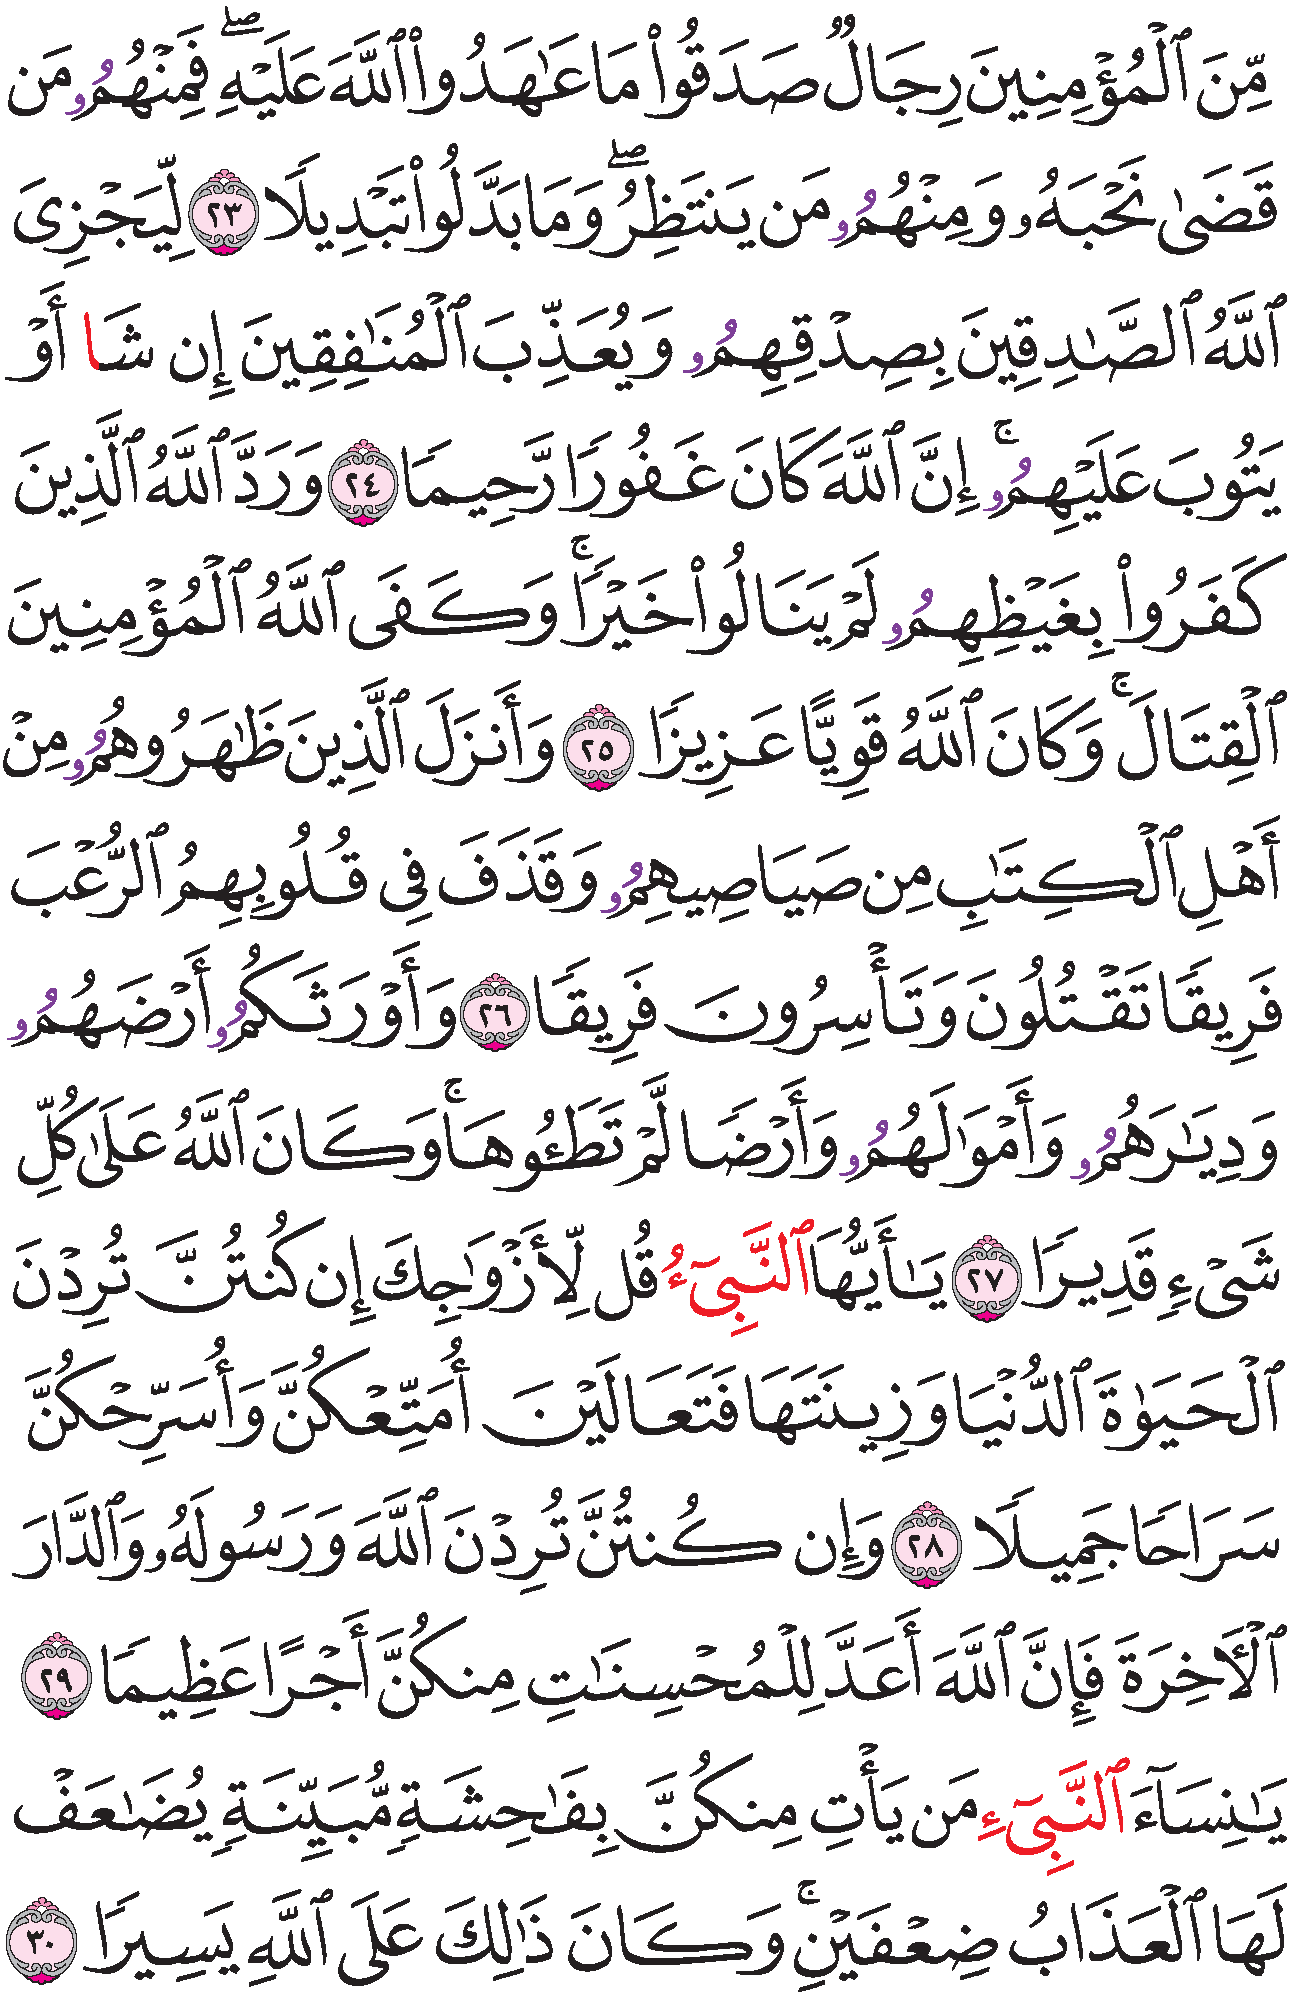 مِّنَ ٱلْمُؤْمِنِينَ رِجَالٌ صَدَقُوا۟ مَا عَٰهَدُوا۟ ٱللَّهَ عَلَيْهِ ۖ فَمِنْهُمُۥ مَن
قَضَىٰ نَحْبَهُۥ وَمِنْهُمُۥ مَن يَنتَظِرُ ۖ وَمَا بَدَّلُوا۟ تَبْدِيلًا ٢٣ لِّيَجْزِىَ
ٱللَّهُ ٱلصَّٰدِقِينَ بِصِدْقِهِمُۥ وَيُعَذِّبَ ٱلْمُنَٰفِقِينَ إِن شَا أَوْ
يَتُوبَ عَلَيْهِمُۥ ۚ إِنَّ ٱللَّهَ كَانَ غَفُورًا رَّحِيمًا ٢٤ وَرَدَّ ٱللَّهُ ٱلَّذِينَ
كَفَرُوا۟ بِغَيْظِهِمُۥ لَمْ يَنَالُوا۟ خَيْرًا ۚ وَكَفَى ٱللَّهُ ٱلْمُؤْمِنِينَ
ٱلْقِتَالَ ۚ وَكَانَ ٱللَّهُ قَوِيًّا عَزِيزًا ٢٥ وَأَنزَلَ ٱلَّذِينَ ظَٰهَرُوهُمُۥ مِنْ
أَهْلِ ٱلْكِتَٰبِ مِن صَيَاصِيهِمُۥ وَقَذَفَ فِى قُلُوبِهِمُ ٱلرُّعْبَ
فَرِيقًا تَقْتُلُونَ وَتَأْسِرُونَ فَرِيقًا ٢٦ وَأَوْرَثَكُمُۥ أَرْضَهُمُۥ
وَدِيَٰرَهُمُۥ وَأَمْوَٰلَهُمُۥ وَأَرْضًا لَّمْ تَطَـُٔوهَا ۚ وَكَانَ ٱللَّهُ عَلَىٰ كُلِّ
شَىْءٍ قَدِيرًا ٢٧ يَٰٓأَيُّهَا ٱلنَّبِىٓءُ قُل لِّأَزْوَٰجِكَ إِن كُنتُنَّ تُرِدْنَ
ٱلْحَيَوٰةَ ٱلدُّنْيَا وَزِينَتَهَا فَتَعَالَيْنَ أُمَتِّعْكُنَّ وَأُسَرِّحْكُنَّ
سَرَاحًا جَمِيلًا ٢٨ وَإِن كُنتُنَّ تُرِدْنَ ٱللَّهَ وَرَسُولَهُۥ وَٱلدَّارَ
ٱلْأَخِرَةَ فَإِنَّ ٱللَّهَ أَعَدَّ لِلْمُحْسِنَٰتِ مِنكُنَّ أَجْرًا عَظِيمًا ٢٩
يَٰنِسَآءَ ٱلنَّبِىٓءِ مَن يَأْتِ مِنكُنَّ بِفَٰحِشَةٍ مُّبَيِّنَةٍ يُضَٰعَفْ
لَهَا ٱلْعَذَابُ ضِعْفَيْنِ ۚ وَكَانَ ذَٰلِكَ عَلَى ٱللَّهِ يَسِيرًا ٣٠